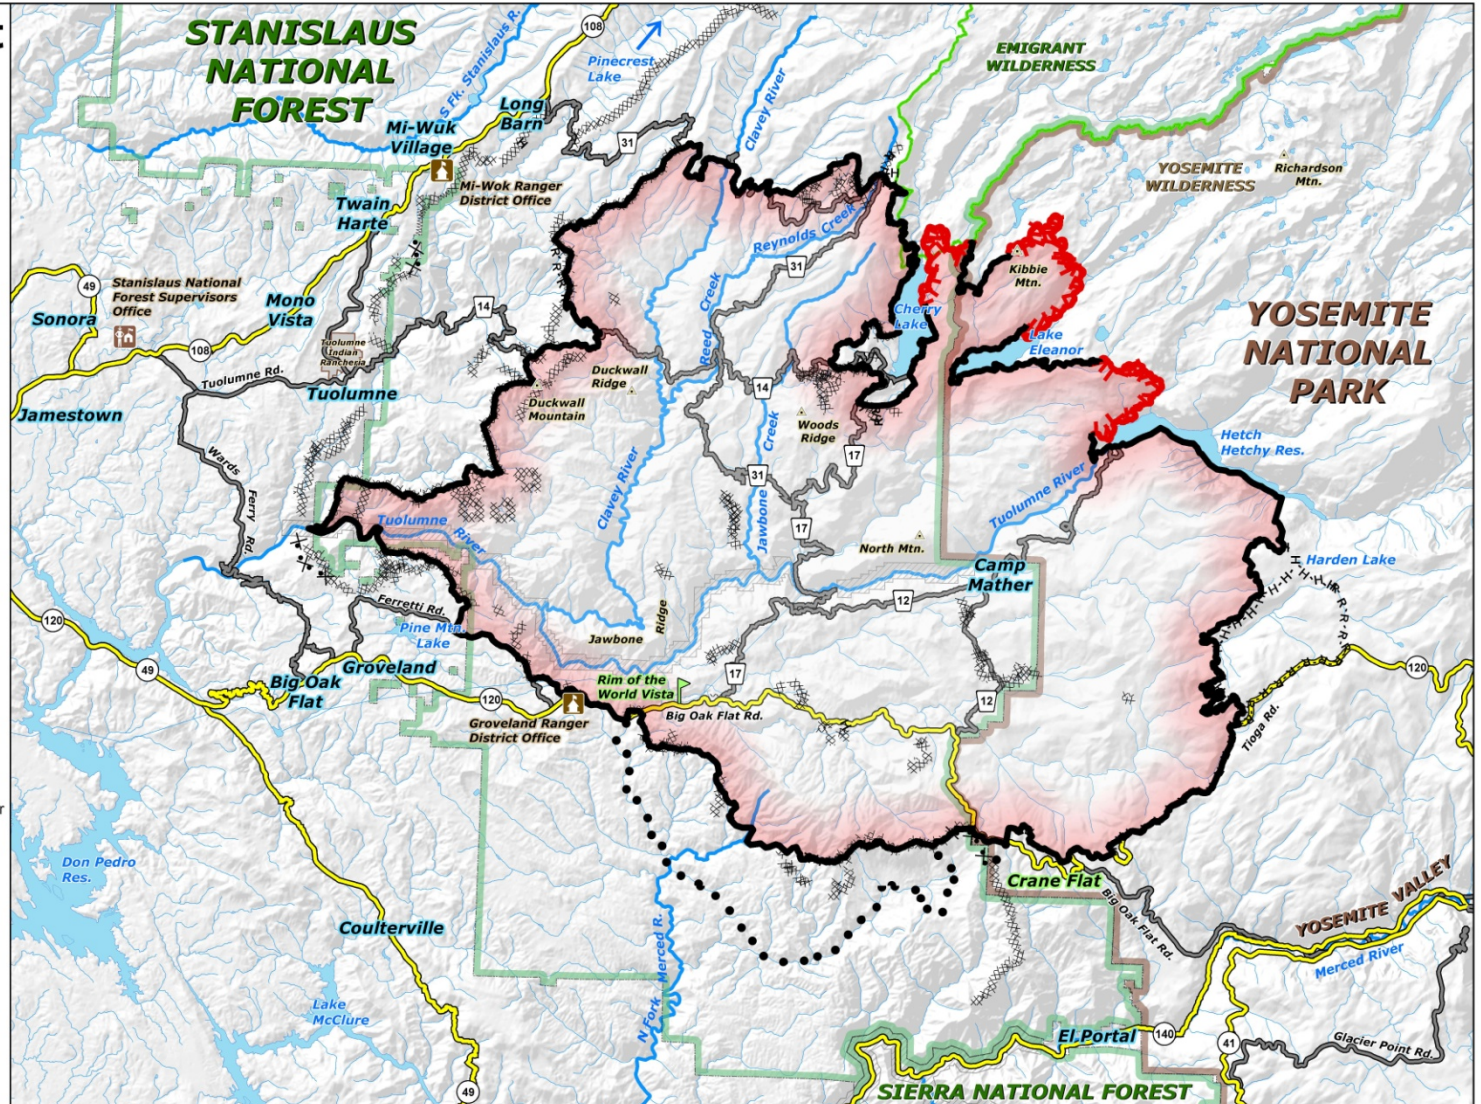 STANISLAUS
NATIONAL
FOREST
S Fk. Stanislaus R.
108
Pinecrest
Lake
Clavey River
EMIGRANT
WILDERNESS
Long
Barn
Mi-Wuk
Village
31
Mi-Wok Ranger
District Office
YOSEMITE
WILDERNESS
Richardson
Mtn.
Twain
Harte
Reynolds Creek
31
Kibbie
Mtn.
49
Stanislaus National
Forest Supervisors
Office
Mono
Vista
Sonora
14
Reed Creek
Cherry
Lake
Lake
Eleanor
YOSEMITE
NATIONAL
PARK
108
Tuolumne
Indian
Rancheria
Tuolumne Rd.
Tuolumne
Jamestown
Duckwall
Ridge
Duckwall
Mountain
14
Woods
Ridge
Hetch
Hetchy Res.
Wards
Ferry Rd.
Clavey River
31
Jawbone Creek
17
17
Tuolumne River
Tuolumne River
North Mtn.
Camp
Mather
Harden Lake
120
Ferretti Rd.
12
Pine Mtn.
Lake
Jawbone Ridge
49
Groveland
Big Oak
Flat
120
Rim of the
World Vista
17
Big Oak Flat Rd.
12
120
Tioga Rd.
Groveland Ranger
District Office
Don Pedro
Res.
Crane Flat
Big Oak Flat Rd.
YOSEMITE VALLEY
Merced River
Coulterville
N Fork Merced R.
Lake
McClure
El Portal
140
41
Glacier Point Rd.
49
SIERRA NATIONAL FOREST